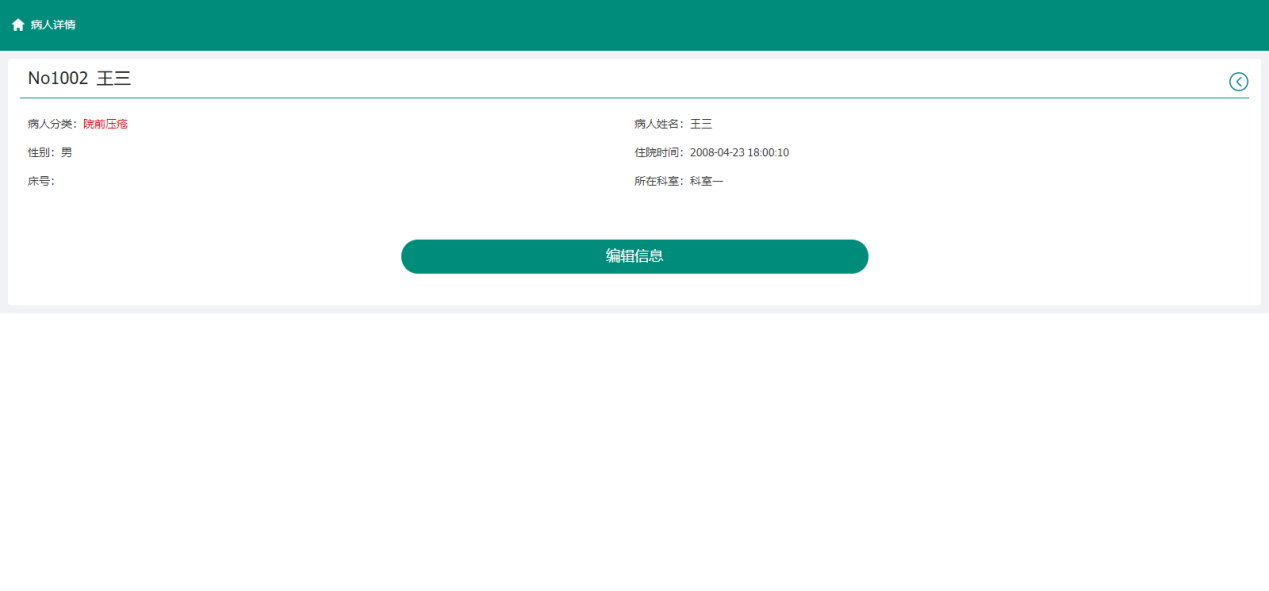 病人详情
No1002 王三
病人分类：院前压疮
病人姓名：王三
性别：男
住院时间：2008-04-23 18:00:10
床号：
所在科室：科室一
编辑信息